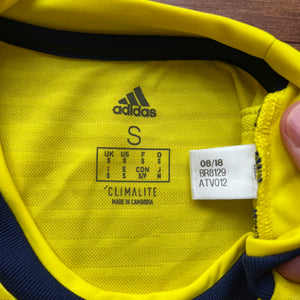 adidas
S
UK US F D
S S S S
I E CDN J
S S S/P M
CLIMALITE
MADE IN CAMBODIA
08/18
BR8129
ATV012